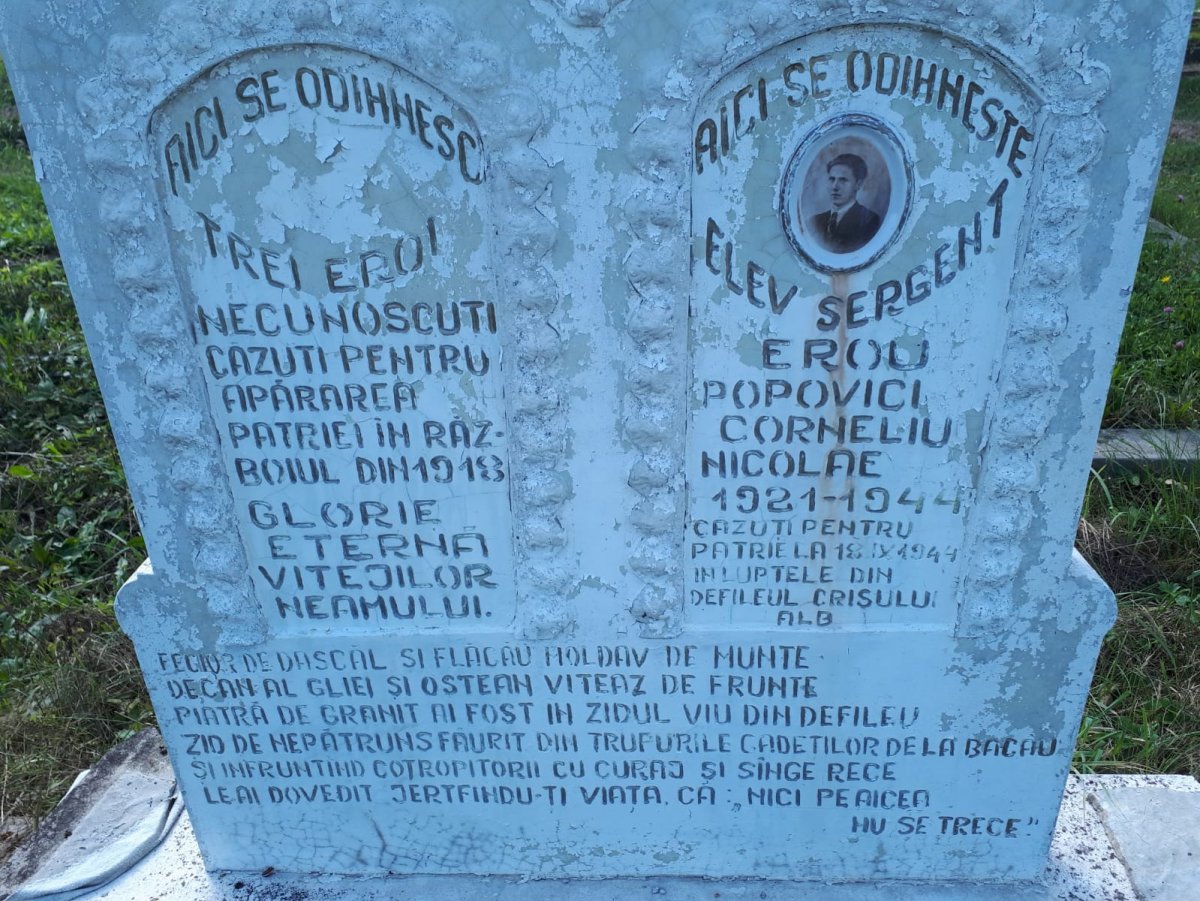 AICI SE ODIHNESC
TREI EROI
NECUNOSCUTI
CAZUTI PENTRU
APĂRAREA
PATRIEI ÎN RĂZ-
BOIUL DIN 1918
GLORIE
ETERNĂ
VITEJILOR
NEAMULUI.
AICI SE ODIHNESTE
ELEV SERGENT
EROU
POPOVICI
CORNELIU
NICOLAE
1921-1944
CAZUTI PENTRU
PATRIE LA 18 IX 1944
IN LUPTELE DIN
DEFILEUL CRIȘULUI
ALB
FECIOR DE DASCĂL SI FLĂCĂU MOLDAV DE MUNTE
DECAN AL GLIEI ȘI OSTEAN VITEAZ DE FRUNTE
PIATRĂ DE GRANIT AI FOST IN ZIDUL VIU DIN DEFILEU
ZID DE NEPĂTRUNS FĂURIT DIN TRUPURILE CADETILOR DE LA BACĂU
ȘI INFRUNTIND COTROPITORII CU CURAJ ȘI SÎNGE RECE
LE AI DOVEDIT JERTFINDU-TI VIAȚA, CĂ : „NICI PE AICEA
NU SE TRECE."